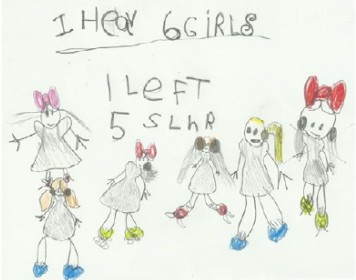 I HeaV 6GiRLS
I LeFT
5 SLhR